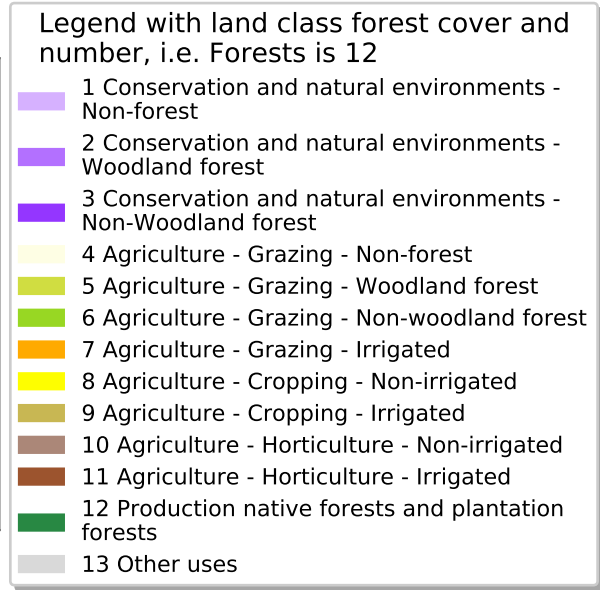 Legend with land class forest cover and
number, i.e. Forests is 12
1 Conservation and natural environments -
Non-forest
2 Conservation and natural environments -
Woodland forest
3 Conservation and natural environments -
Non-Woodland forest
4 Agriculture - Grazing - Non-forest
5 Agriculture - Grazing - Woodland forest
6 Agriculture - Grazing - Non-woodland forest
7 Agriculture - Grazing - Irrigated
8 Agriculture - Cropping - Non-irrigated
9 Agriculture - Cropping - Irrigated
10 Agriculture - Horticulture - Non-irrigated
11 Agriculture - Horticulture - Irrigated
12 Production native forests and plantation
forests
13 Other uses